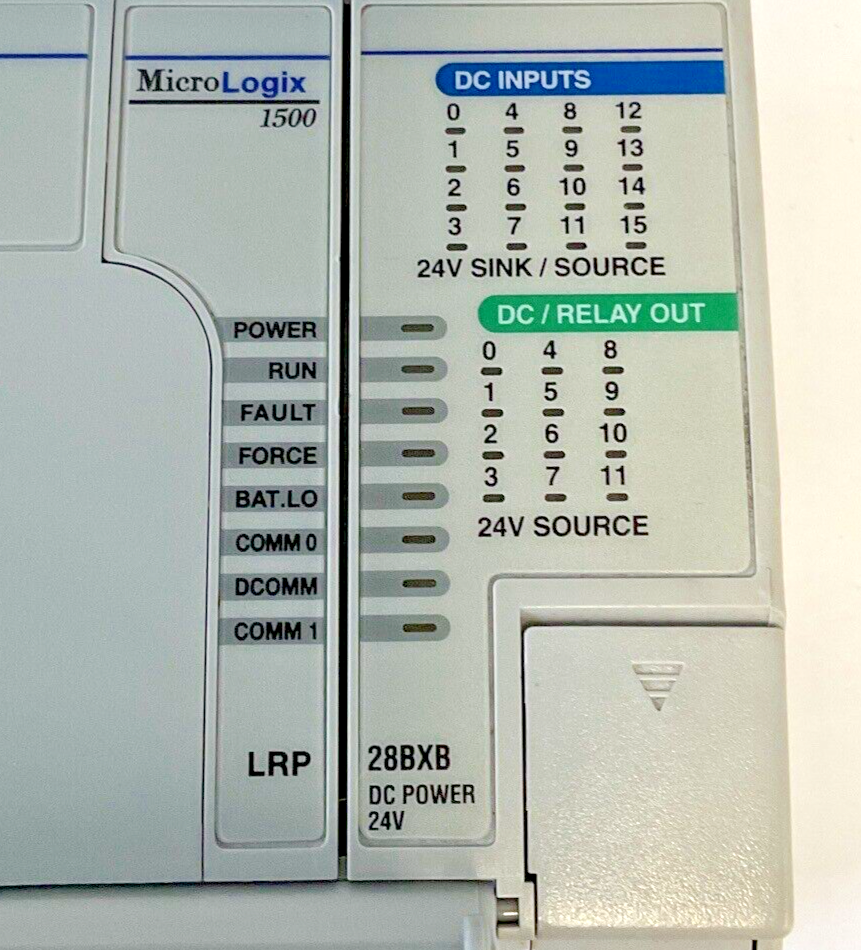 MicroLogix
1500
POWER
RUN
FAULT
FORCE
BAT.LO
COMM 0
DCOMM
COMM 1
LRP
DC INPUTS
0 4 8 12
1 5 9 13
2 6 10 14
3 7 11 15
24V SINK / SOURCE
DC / RELAY OUT
0 4 8
1 5 9
2 6 10
3 7 11
24V SOURCE
28BXB
DC POWER
24V